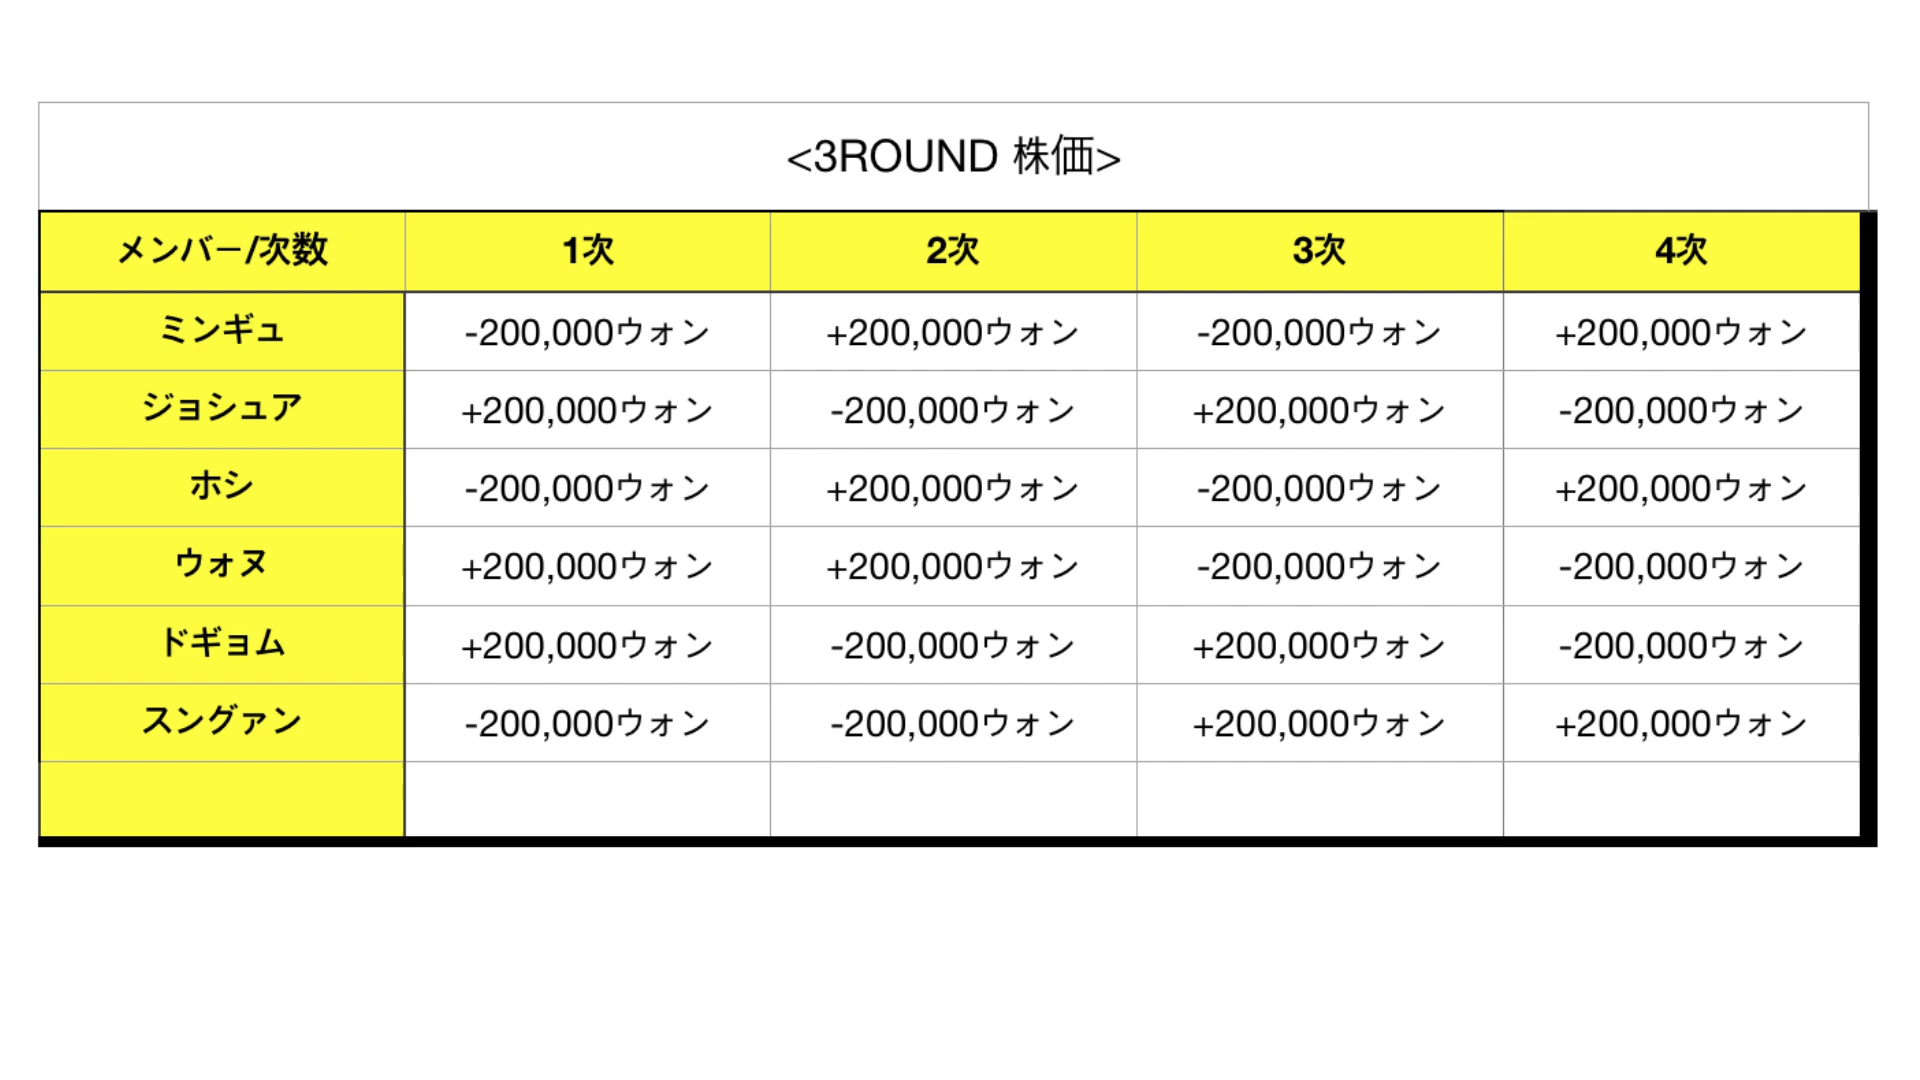 <3ROUND 株価>
メンバー/次数 1次 2次 3次 4次
ミンギュ -200,000ウォン +200,000ウォン -200,000ウォン +200,000ウォン
ジョシュア +200,000ウォン -200,000ウォン +200,000ウォン -200,000ウォン
ホシ -200,000ウォン +200,000ウォン -200,000ウォン +200,000ウォン
ウォヌ +200,000ウォン +200,000ウォン -200,000ウォン -200,000ウォン
ドギョム +200,000ウォン -200,000ウォン +200,000ウォン -200,000ウォン
スングァン -200,000ウォン -200,000ウォン +200,000ウォン +200,000ウォン